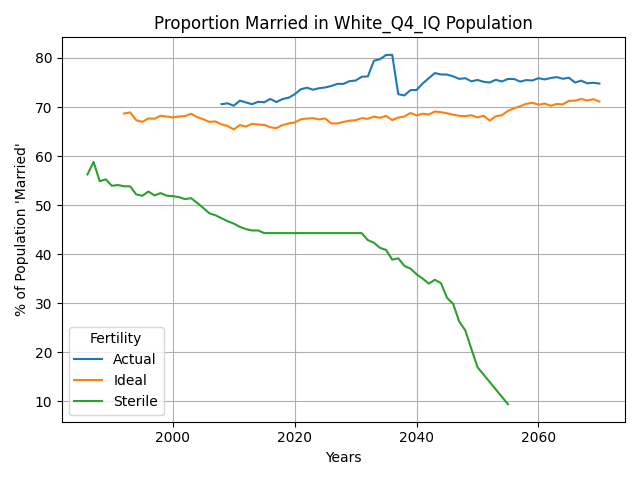 Proportion Married in White_Q4_IQ Population
% of Population 'Married'
80
70
60
50
40
30
20
10
Fertility
Actual
Ideal
Sterile
2000 2020 2040 2060
Years